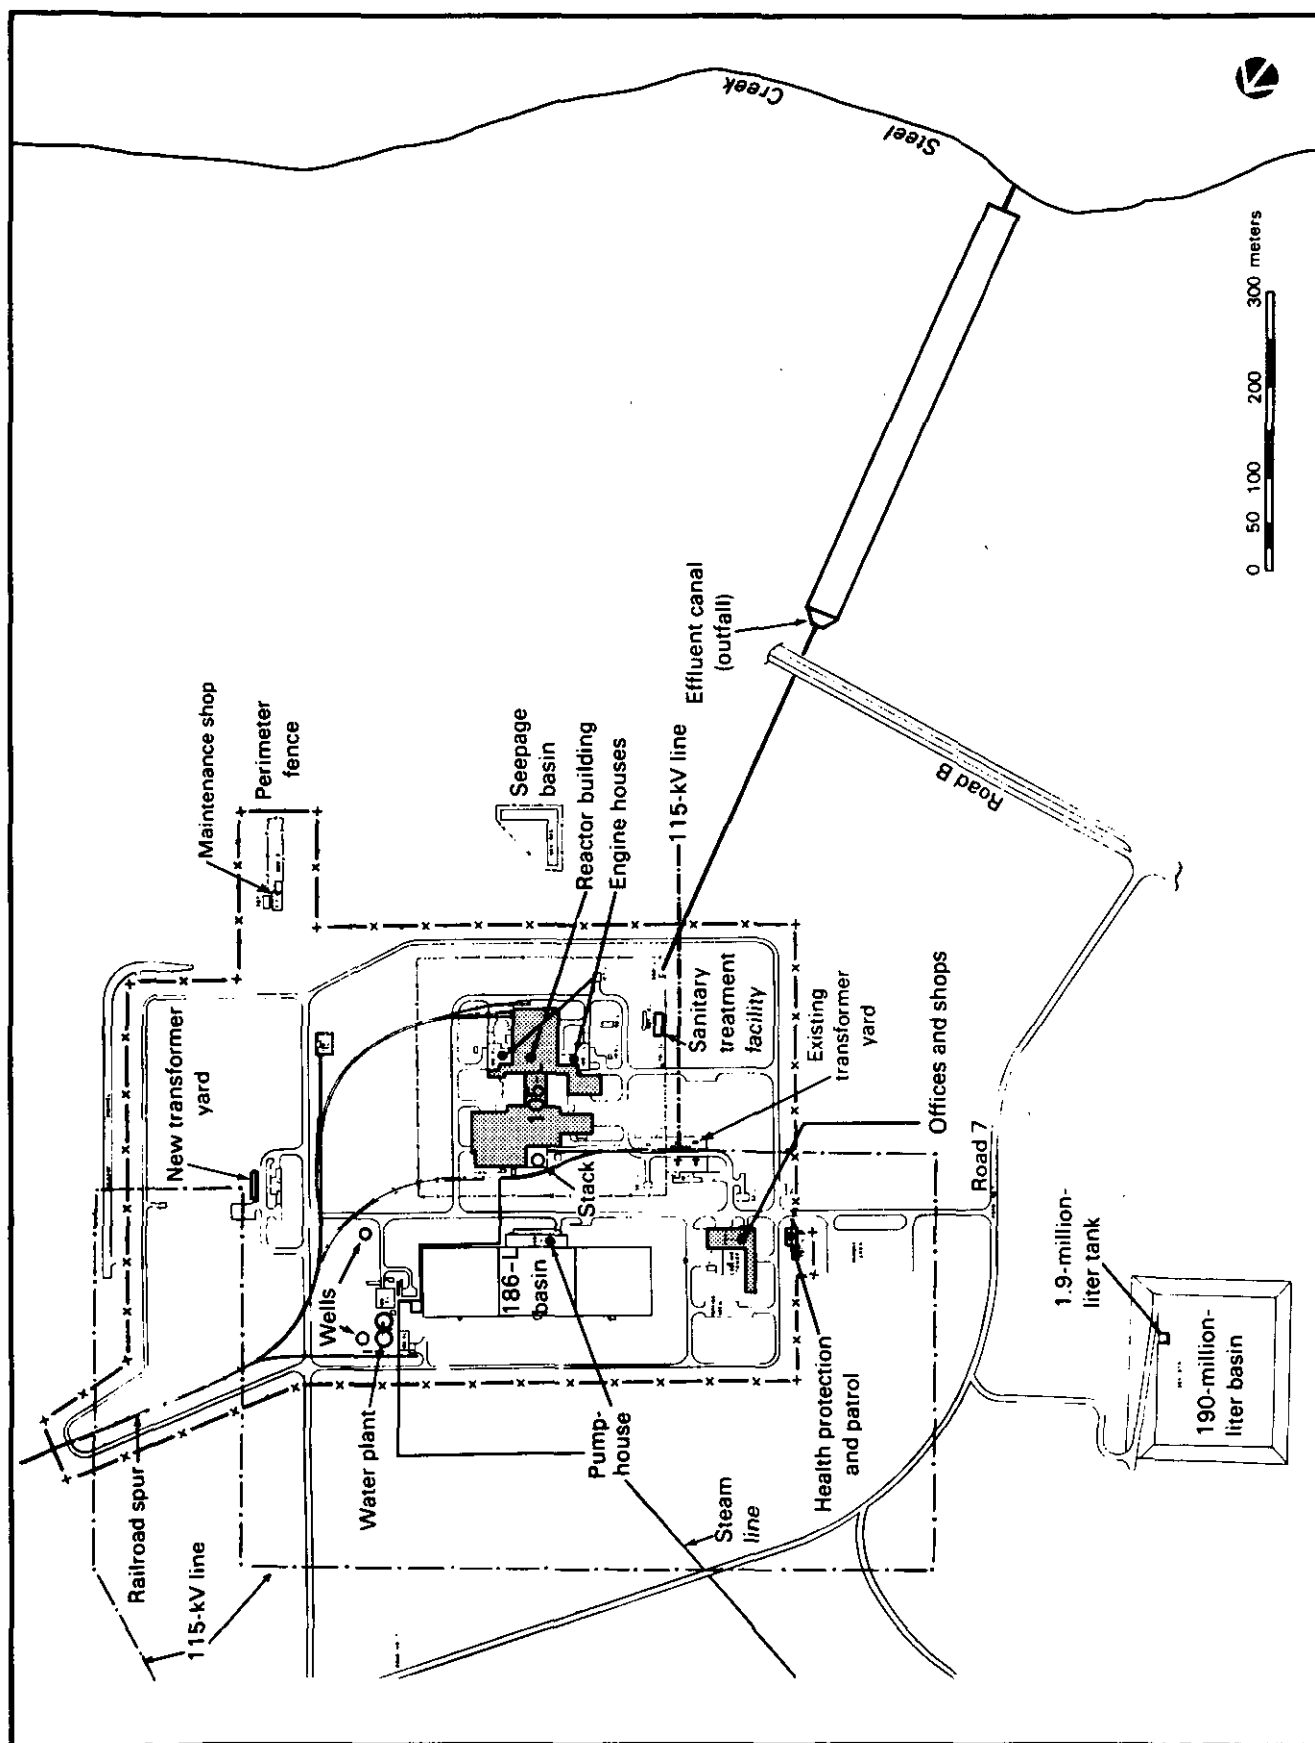 Steel
Creek
Maintenance shop
Perimeter
fence
New transformer
yard
Railroad spur
115-kV line
Wells
Water plant
186-L
basin
Pump-
house
Stack
105
Seepage
basin
Reactor building
Engine houses
115-kV line
Effluent canal
(outfall)
Sanitary
treatment
facility
Existing
transformer
yard
Offices and shops
Health protection
and patrol
Steam
line
Road B
Road 7
1.9-million-
liter tank
190-million-
liter basin
0 50 100 200 300 meters